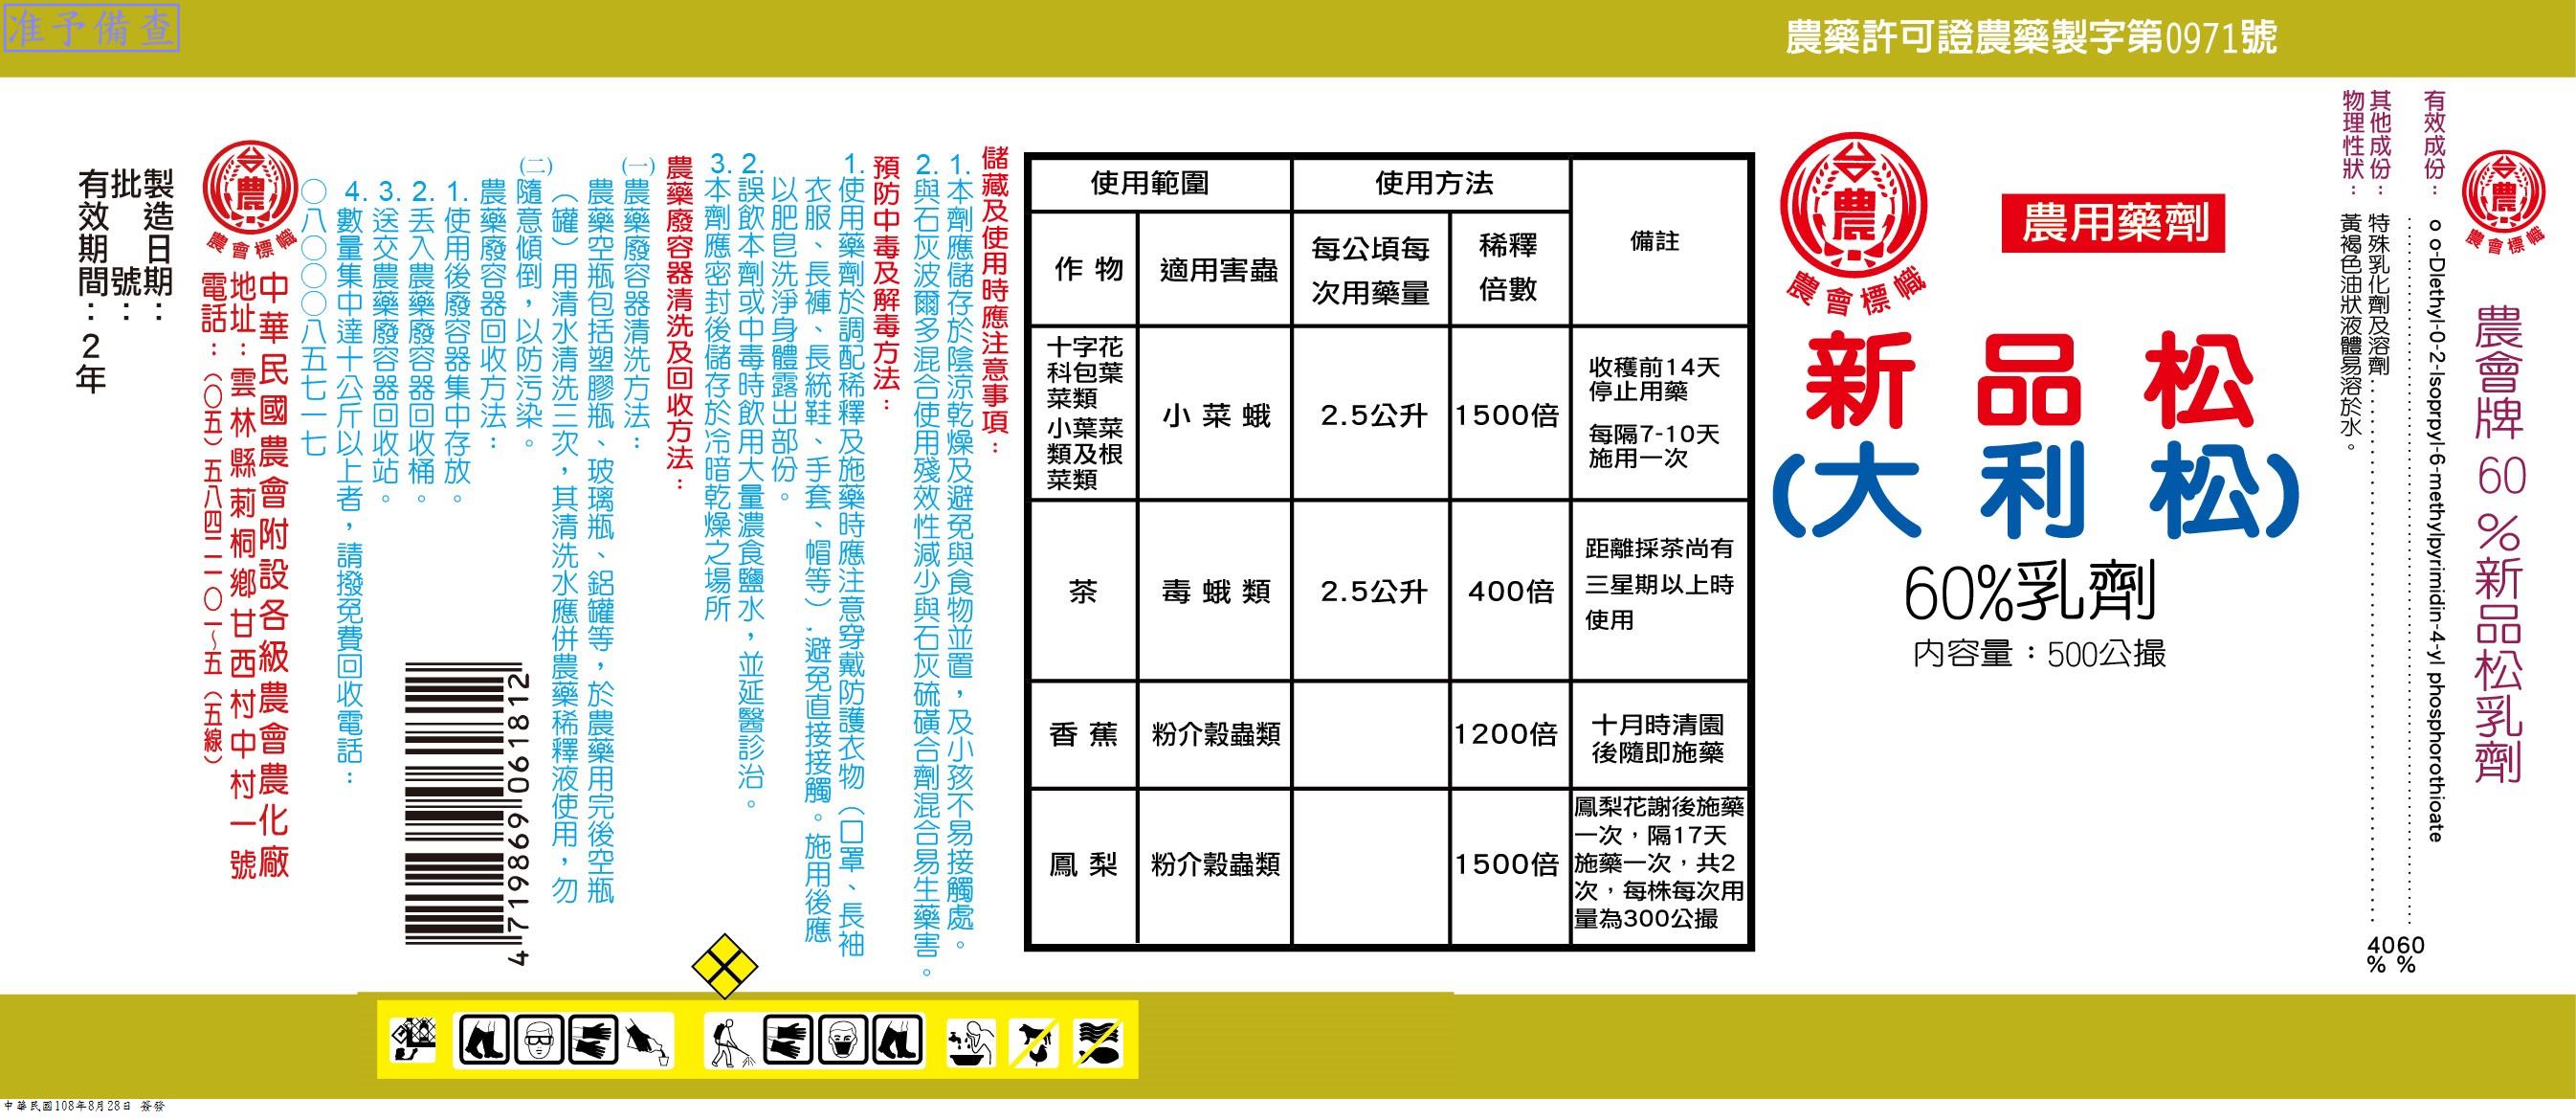 准予備查
農藥許可證農藥製字第0971號
農會標幟
農會牌60%新品松乳劑
有效成份：o o-Diethyl-0-2-Isopropyl-6-methylpyrimidin-4-yl phosphorothioate 60%
其他成份：特殊乳化劑及溶劑 40%
物理性狀：黃褐色油狀液體易溶於水。
農會標幟
農用藥劑
新品松
(大利松)
60%乳劑
內容量：500公撮
使用範圍 使用方法 備註
作物 適用害蟲 每公頃每次用藥量 稀釋倍數
十字花科包葉菜類 小葉菜類及根菜類 小菜蛾 2.5公升 1500倍 收穫前14天停止用藥 每隔7-10天施用一次
茶 毒蛾類 2.5公升 400倍 距離採茶尚有三星期以上時使用
香蕉 粉介殼蟲類 1200倍 十月時清園後隨即施藥
鳳梨 粉介殼蟲類 1500倍 鳳梨花謝後施藥一次，隔17天施藥一次，共2次，每株每次用量為300公撮
儲藏及使用時應注意事項：
1.本劑應儲存於陰涼乾燥及避免與食物並置，及小孩不易接觸處。
2.與石灰波爾多混合使用殘效性減少與石灰硫磺合劑混合易生藥害。
預防中毒及解毒方法：
1.使用藥劑於調配稀釋及施藥時應注意穿戴防護衣物（口罩、長袖
衣服、長褲、長統鞋、手套、帽等）.避免直接接觸。施用後應
以肥皂洗淨身體露出部份。
2.誤飲本劑或中毒時飲用大量濃食鹽水，並延醫診治。
3.本劑應密封後儲存於冷暗乾燥之場所
農藥廢容器清洗及回收方法：
(一)農藥廢容器清洗方法：
農藥空瓶包括塑膠瓶、玻璃瓶、鋁罐等，於農藥用完後空瓶
（罐）用清水清洗三次，其清洗水應併農藥稀釋液使用，勿
隨意傾倒，以防污染。
(二)農藥廢容器回收方法：
1.使用後廢容器集中存放。
2.丟入農藥廢容器回收桶。
3.送交農藥廢容器回收站。
4.數量集中達十公斤以上者，請撥免費回收電話：
〇八〇〇〇八五七一七
4719869061812
農會標幟
中華民國農會附設各級農會農化廠
地址：雲林縣莿桐鄉甘西村中村一號
電話：（〇五）五八四二一〇一～五（五線）
製造日期：
批號：
有效期間：2年
中華民國108年8月28日 簽發